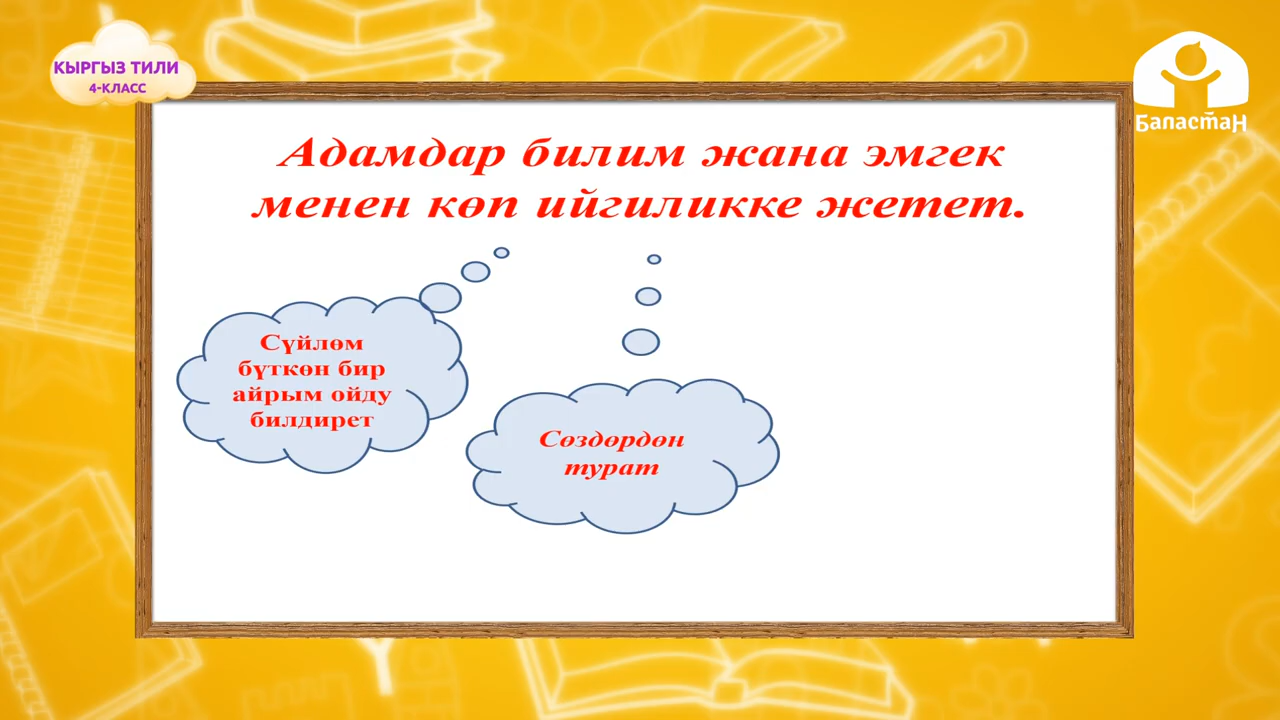 КЫРГЫЗ ТИЛИ
4-КЛАСС
Баластан
Адамдар билим жана эмгек
менен көп ийгиликке жетет.
Сүйлөм
бүткөн бир
айрым ойду
билдирет
Сөздөрдөн
турат